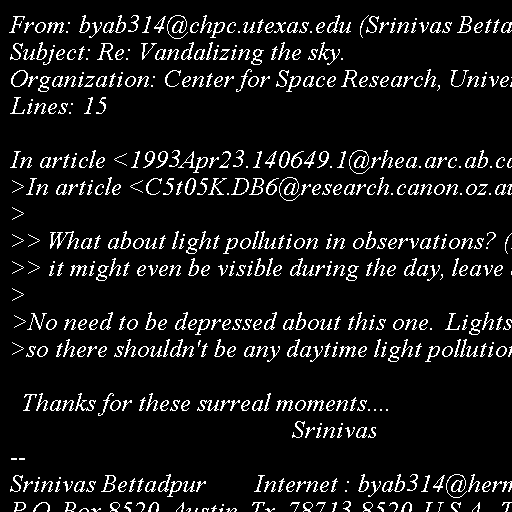 From: byab314@chpc.utexas.edu (Srinivas Betta
Subject: Re: Vandalizing the sky.
Organization: Center for Space Research, Univer
Lines: 15
In article <1993Apr23.140649.1@rhea.arc.ab.ca
>In article <C5t05K.DB6@research.canon.oz.au
>
>> What about light pollution in observations? (
>> it might even be visible during the day, leave
>
>No need to be depressed about this one.  Lights
>so there shouldn't be any daytime light pollution
Thanks for these surreal moments....
Srinivas
--
Srinivas Bettadpur Internet : byab314@herm
P.O. Box 8520, Austin, Tx. 78713-8520, U.S.A.